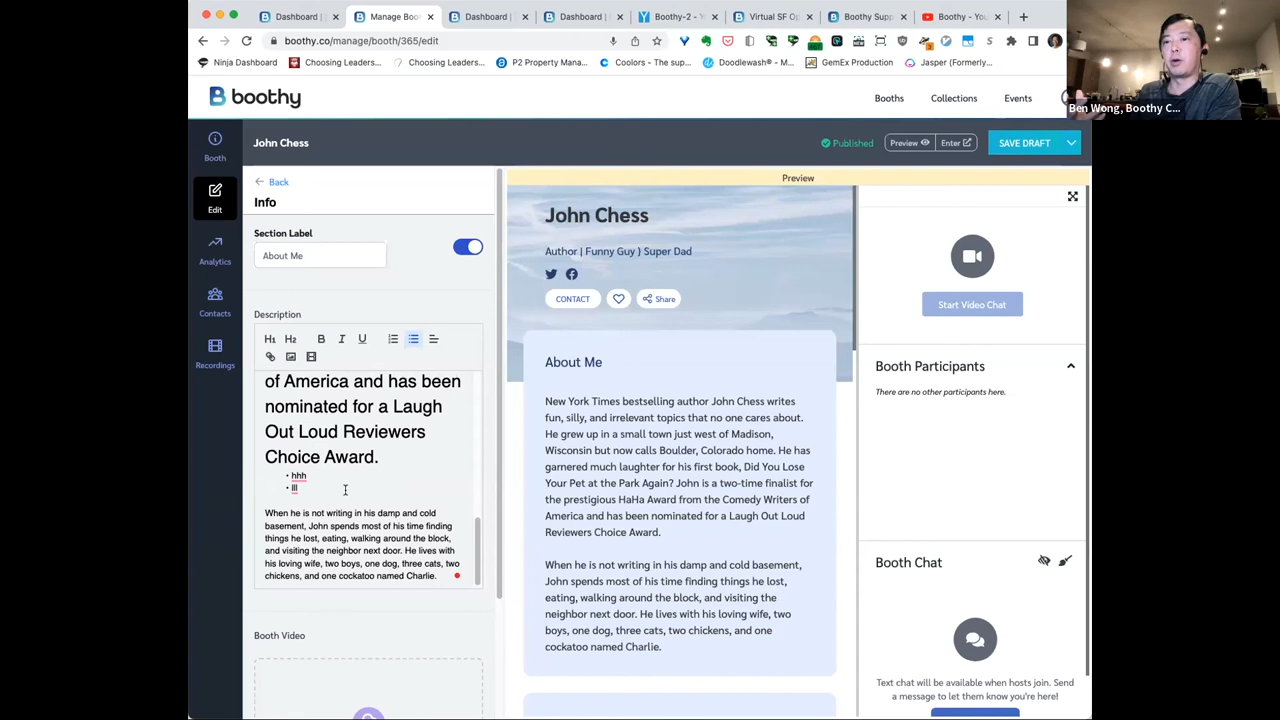 Dashboard |
Manage Boo
Dashboard |
Dashboard |
Boothy-2 - Y
Virtual SF Op
Boothy Supp
Boothy - You
boothy.co/manage/booth/365/edit
Ninja Dashboard
Choosing Leaders...
Choosing Leaders...
P2 Property Mana...
Coolors - The sup...
Doodlewash® - M...
GemEx Production
Jasper (Formerly...
Ben Wong, Boothy C...
boothy
Booths
Collections
Events
John Chess
Published
Preview
Enter
SAVE DRAFT
Booth
Edit
Analytics
Contacts
Recordings
Back
Info
Section Label
About Me
Description
H1 H2 B I U
of America and has been
nominated for a Laugh
Out Loud Reviewers
Choice Award.
• hhh
• lll
When he is not writing in his damp and cold
basement, John spends most of his time finding
things he lost, eating, walking around the block,
and visiting the neighbor next door. He lives with
his loving wife, two boys, one dog, three cats, two
chickens, and one cockatoo named Charlie.
Booth Video
Preview
John Chess
Author | Funny Guy } Super Dad
CONTACT
Share
About Me
New York Times bestselling author John Chess writes
fun, silly, and irrelevant topics that no one cares about.
He grew up in a small town just west of Madison,
Wisconsin but now calls Boulder, Colorado home. He has
garnered much laughter for his first book, Did You Lose
Your Pet at the Park Again? John is a two-time finalist for
the prestigious HaHa Award from the Comedy Writers of
America and has been nominated for a Laugh Out Loud
Reviewers Choice Award.
When he is not writing in his damp and cold basement,
John spends most of his time finding things he lost,
eating, walking around the block, and visiting the
neighbor next door. He lives with his loving wife, two
boys, one dog, three cats, two chickens, and one
cockatoo named Charlie.
Start Video Chat
Booth Participants
There are no other participants here.
Booth Chat
Text chat will be available when hosts join. Send
a message to let them know you're here!